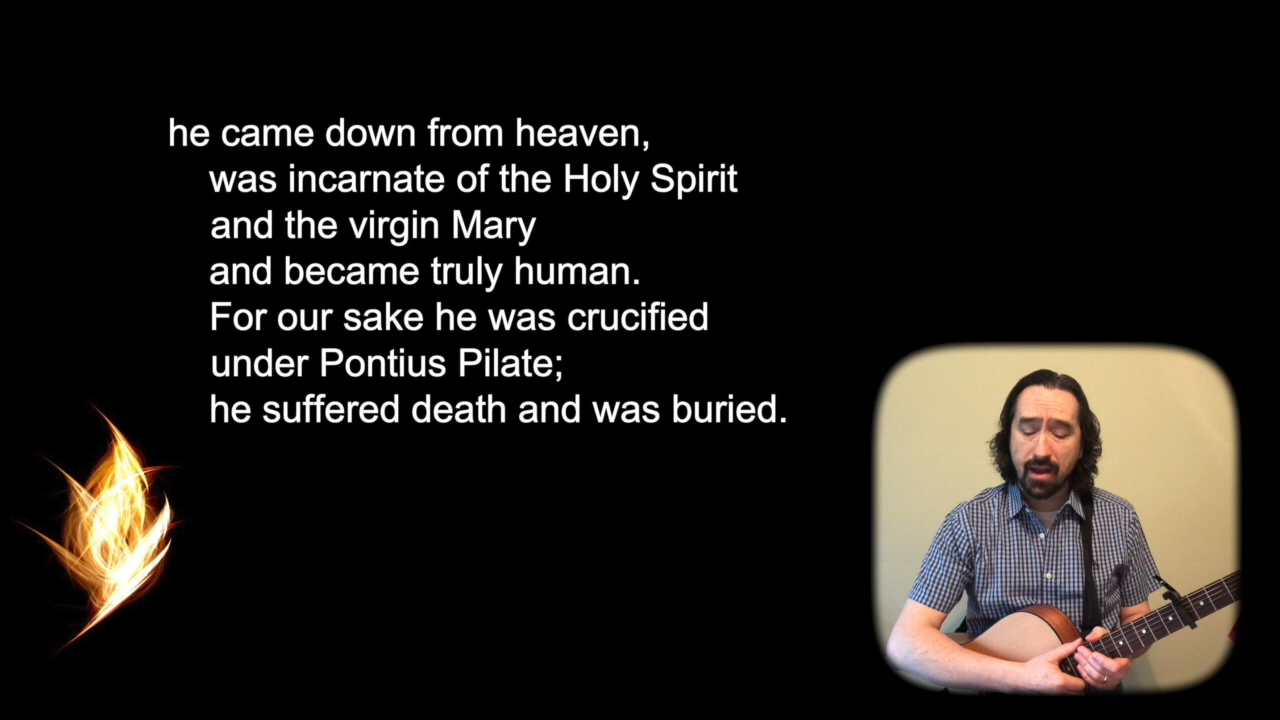 he came down from heaven,
was incarnate of the Holy Spirit
and the virgin Mary
and became truly human.
For our sake he was crucified
under Pontius Pilate;
he suffered death and was buried.